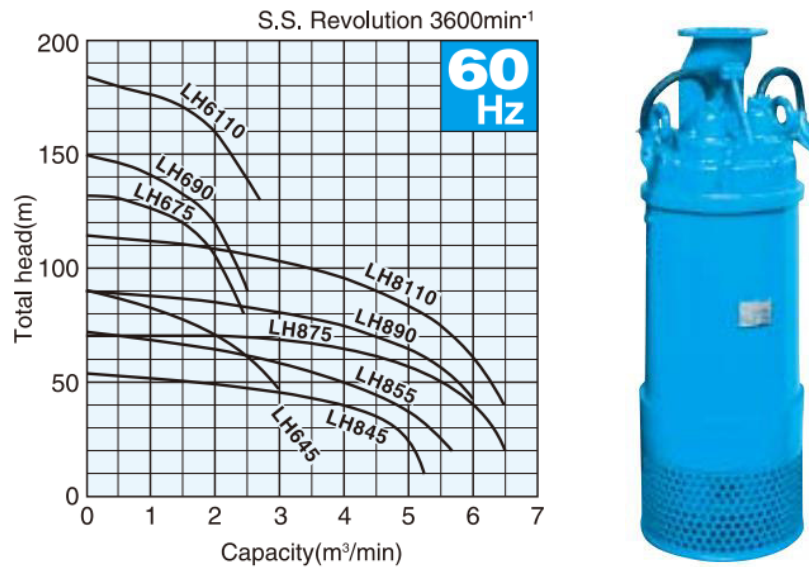 S.S. Revolution 3600min⁻¹
60
Hz
200
150
100
50
0
Total head(m)
LH6110
LH690
LH675
LH8110
LH890
LH875
LH855
LH845
LH645
0 1 2 3 4 5 6 7
Capacity(m³/min)